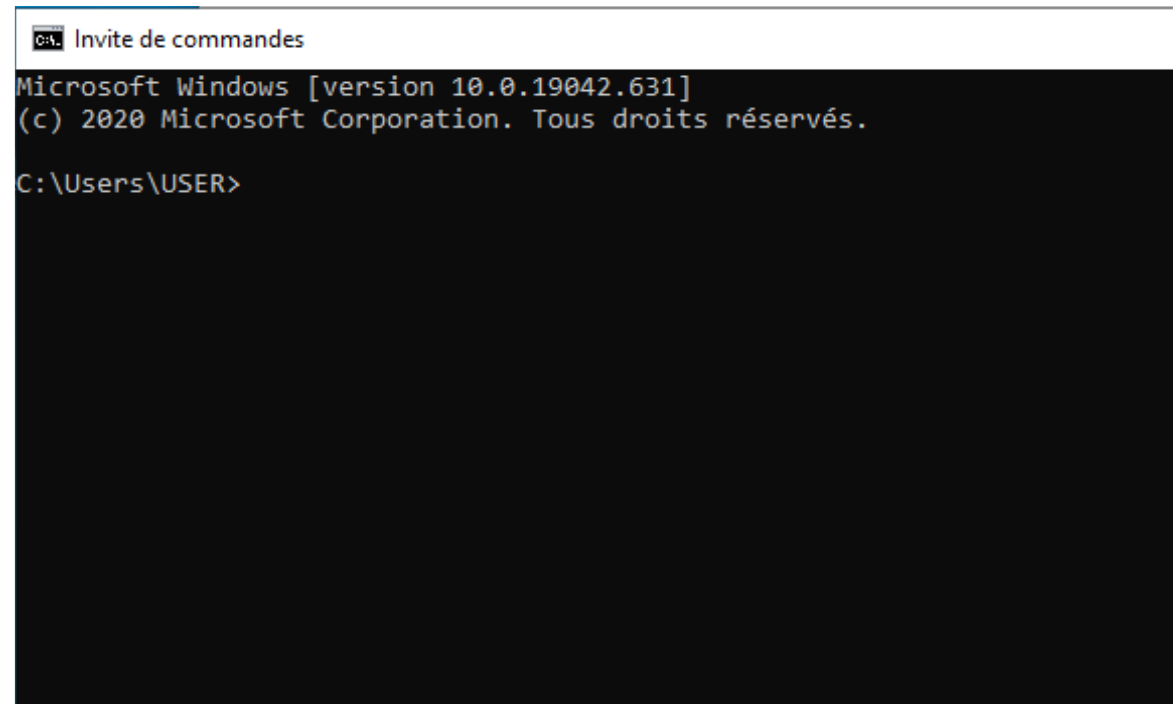 Invite de commandes
Microsoft Windows [version 10.0.19042.631]
(c) 2020 Microsoft Corporation. Tous droits réservés.
C:\Users\USER>